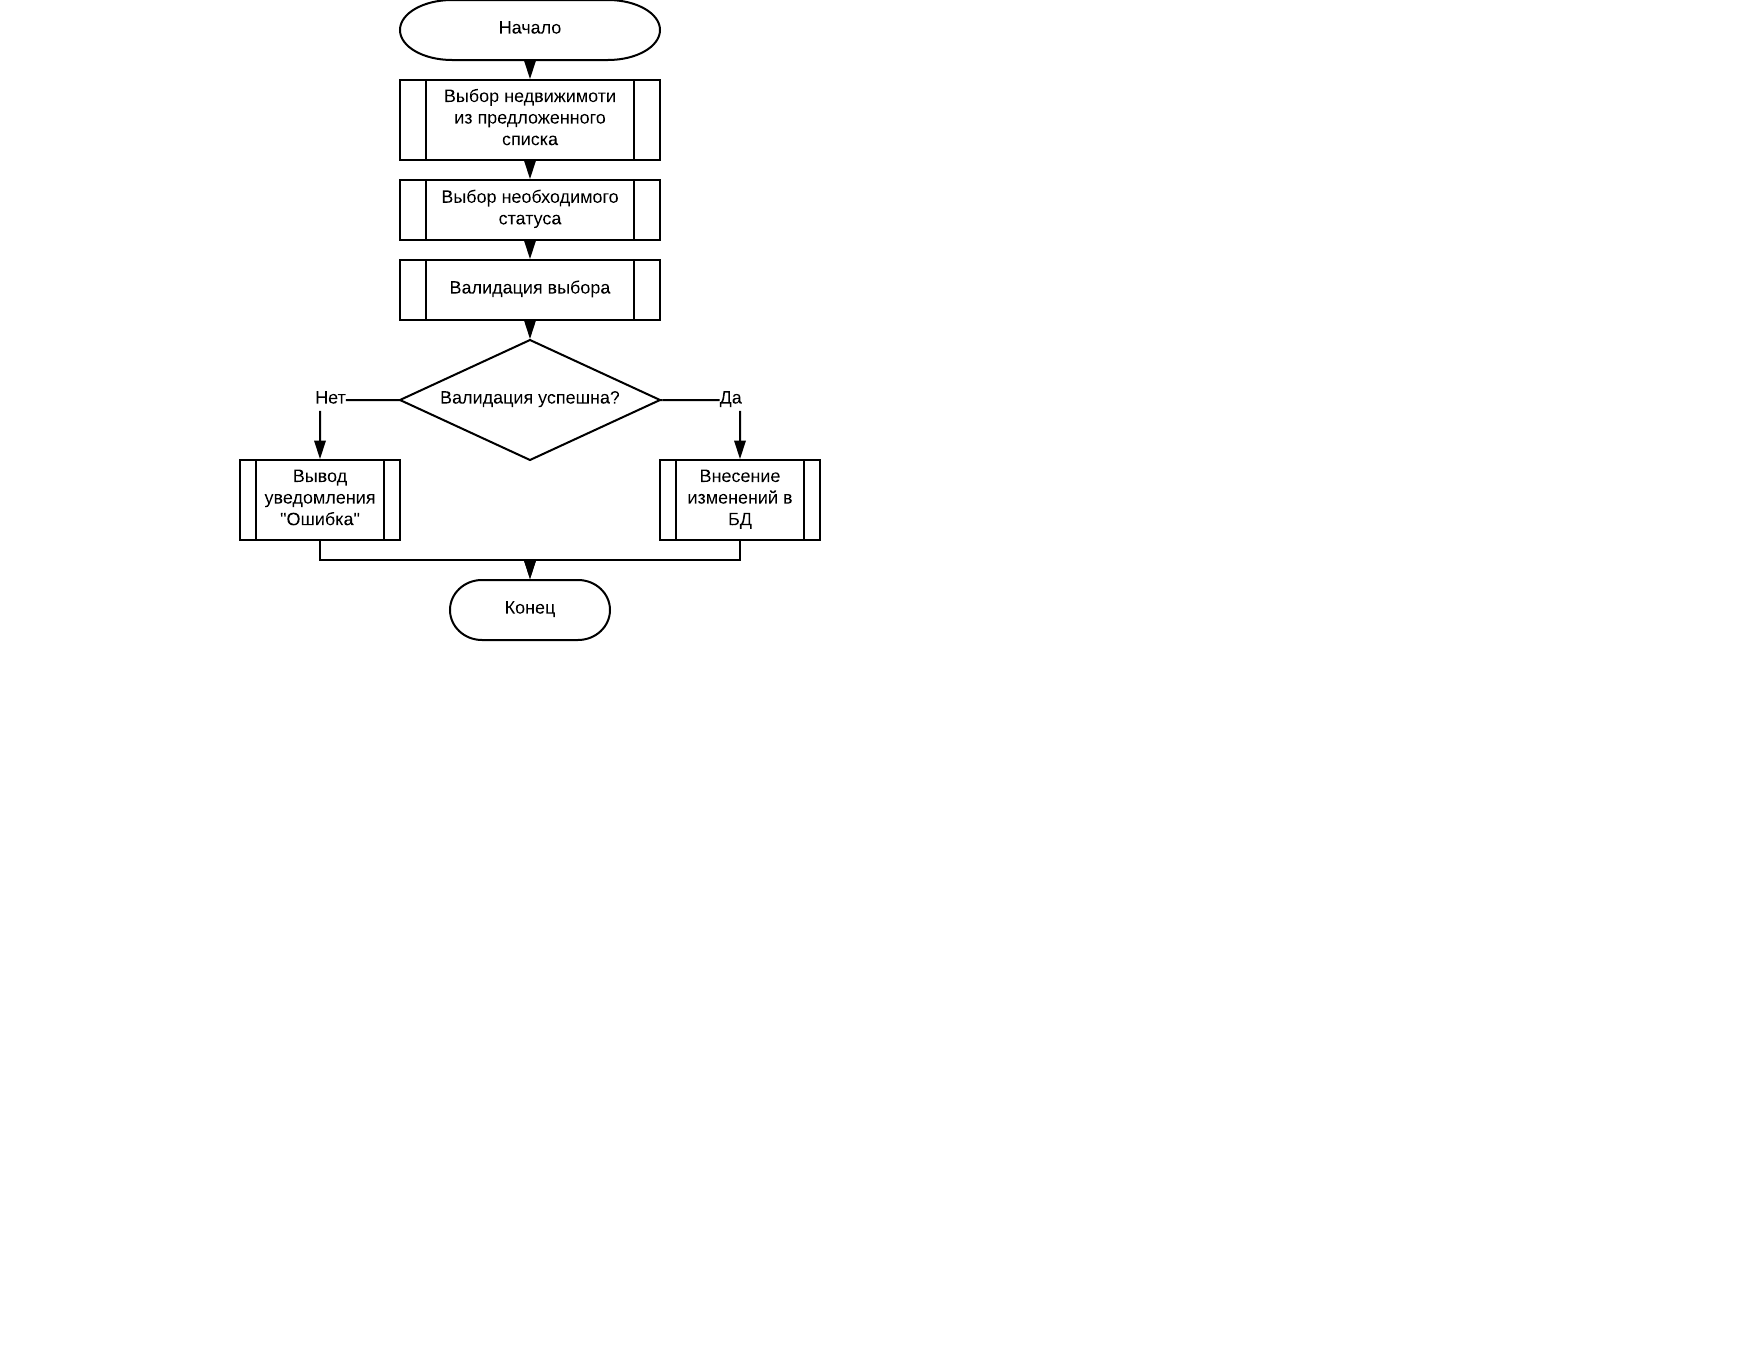 Начало
Выбор недвижимоти
из предложенного
списка
Выбор необходимого
статуса
Валидация выбора
Валидация успешна?
Нет
Да
Вывод
уведомления
"Ошибка"
Внесение
изменений в
БД
Конец